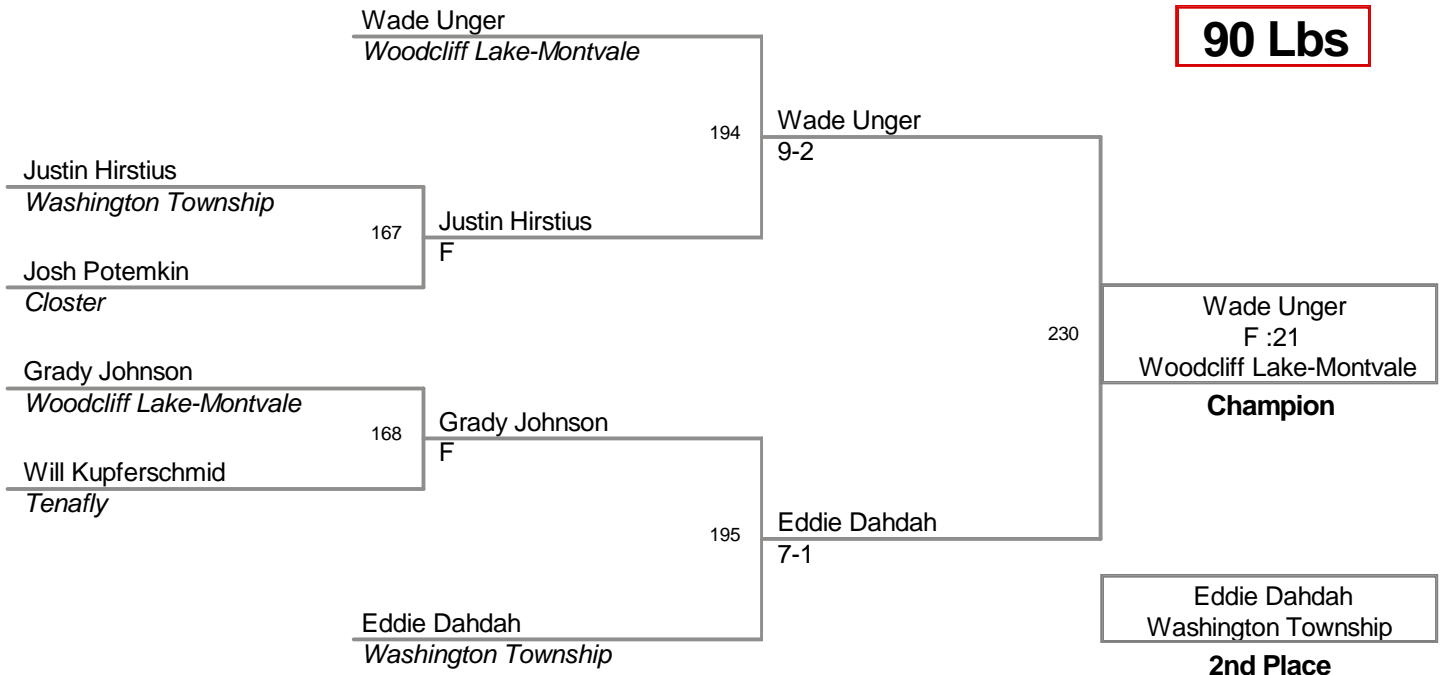 Wade Unger
Woodcliff Lake-Montvale
90 Lbs
194
Wade Unger
9-2
Justin Hirstius
Washington Township
167
Justin Hirstius
F
Josh Potemkin
Closter
230
Wade Unger
F :21
Woodcliff Lake-Montvale
Champion
Grady Johnson
Woodcliff Lake-Montvale
168
Grady Johnson
F
Will Kupferschmid
Tenafly
195
Eddie Dahdah
7-1
Eddie Dahdah
Washington Township
Eddie Dahdah
Washington Township
2nd Place